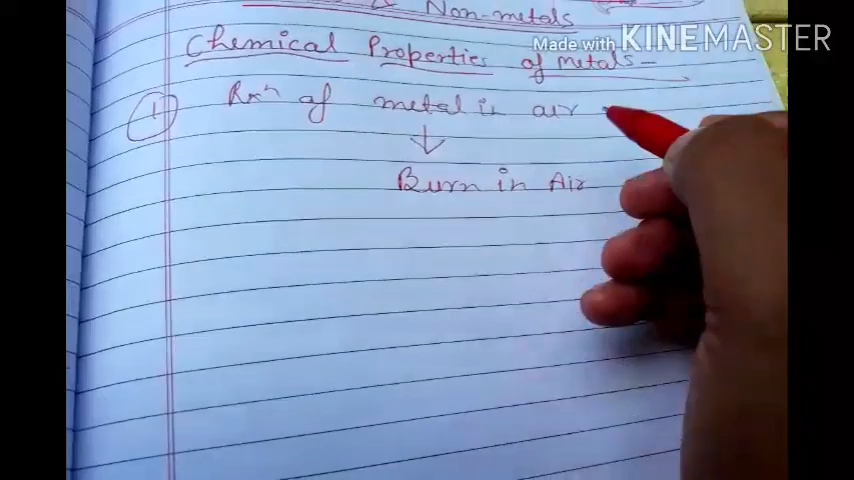 Non-metals
Chemical Properties of metals-
Made with KINEMASTER
1 Rxⁿ of metal in air
↓
Burn in Air